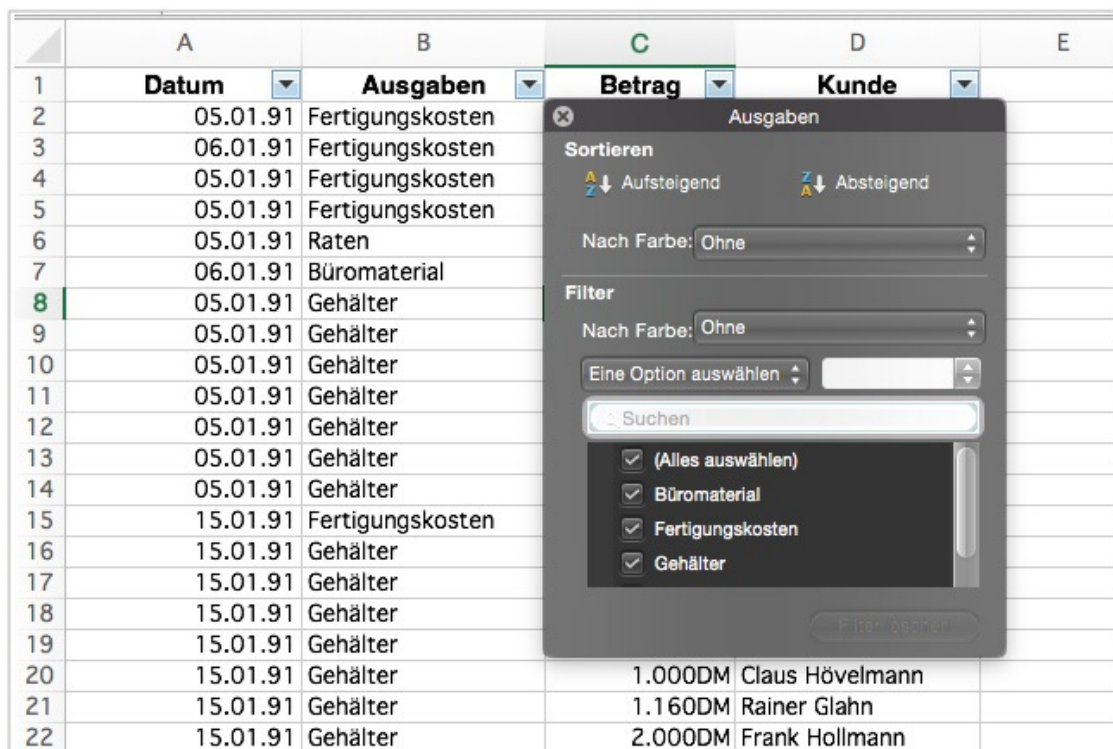 A B C D E
1 Datum Ausgaben Betrag Kunde
2 05.01.91 Fertigungskosten
3 06.01.91 Fertigungskosten
4 05.01.91 Fertigungskosten
5 05.01.91 Fertigungskosten
6 05.01.91 Raten
7 06.01.91 Büromaterial
8 05.01.91 Gehälter
9 05.01.91 Gehälter
10 05.01.91 Gehälter
11 05.01.91 Gehälter
12 05.01.91 Gehälter
13 05.01.91 Gehälter
14 05.01.91 Gehälter
15 15.01.91 Fertigungskosten
16 15.01.91 Gehälter
17 15.01.91 Gehälter
18 15.01.91 Gehälter
19 15.01.91 Gehälter
20 15.01.91 Gehälter 1.000DM Claus Hövelmann
21 15.01.91 Gehälter 1.160DM Rainer Glahn
22 15.01.91 Gehälter 2.000DM Frank Hollmann
Ausgaben
Sortieren
A Z Aufsteigend Z A Absteigend
Nach Farbe: Ohne
Filter
Nach Farbe: Ohne
Eine Option auswählen
Suchen
(Alles auswählen)
Büromaterial
Fertigungskosten
Gehälter
Filter löschen